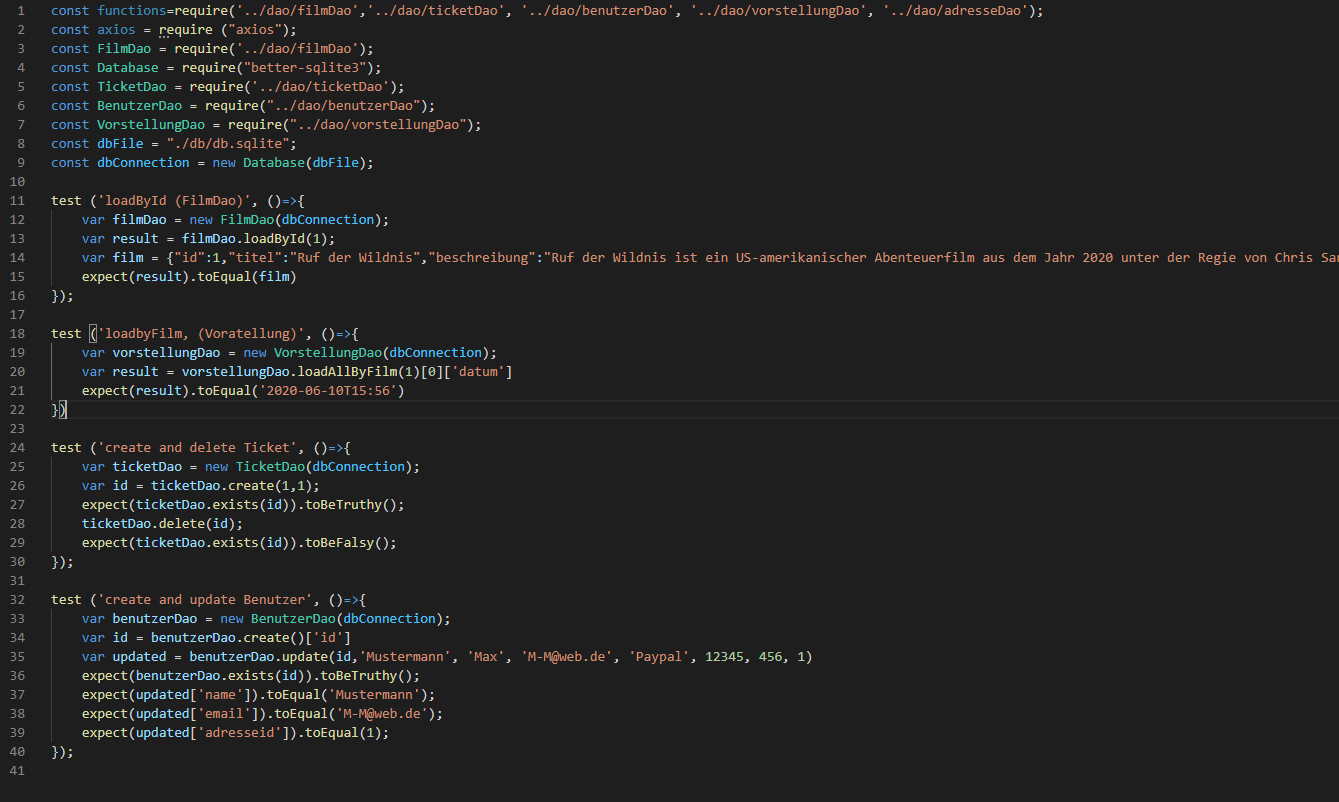 1 const functions=require('../dao/filmDao','../dao/ticketDao', '../dao/benutzerDao', '../dao/vorstellungDao', '../dao/adresseDao');
2 const axios = require ("axios");
3 const FilmDao = require('../dao/filmDao');
4 const Database = require("better-sqlite3");
5 const TicketDao = require('../dao/ticketDao');
6 const BenutzerDao = require("../dao/benutzerDao");
7 const VorstellungDao = require("../dao/vorstellungDao");
8 const dbFile = "./db/db.sqlite";
9 const dbConnection = new Database(dbFile);
10
11 test ('loadById (FilmDao)', ()=>{
12     var filmDao = new FilmDao(dbConnection);
13     var result = filmDao.loadById(1);
14     var film = {"id":1,"titel":"Ruf der Wildnis","beschreibung":"Ruf der Wildnis ist ein US-amerikanischer Abenteuerfilm aus dem Jahr 2020 unter der Regie von Chris
15     expect(result).toEqual(film)
16 });
17
18 test ('loadbyFilm, (Voratellung)', ()=>{
19     var vorstellungDao = new VorstellungDao(dbConnection);
20     var result = vorstellungDao.loadAllByFilm(1)[0]['datum']
21     expect(result).toEqual('2020-06-10T15:56')
22 })
23
24 test ('create and delete Ticket', ()=>{
25     var ticketDao = new TicketDao(dbConnection);
26     var id = ticketDao.create(1,1);
27     expect(ticketDao.exists(id)).toBeTruthy();
28     ticketDao.delete(id);
29     expect(ticketDao.exists(id)).toBeFalsy();
30 });
31
32 test ('create and update Benutzer', ()=>{
33     var benutzerDao = new BenutzerDao(dbConnection);
34     var id = benutzerDao.create()['id']
35     var updated = benutzerDao.update(id,'Mustermann', 'Max', 'M-M@web.de', 'Paypal', 12345, 456, 1)
36     expect(benutzerDao.exists(id)).toBeTruthy();
37     expect(updated['name']).toEqual('Mustermann');
38     expect(updated['email']).toEqual('M-M@web.de');
39     expect(updated['adresseid']).toEqual(1);
40 });
41